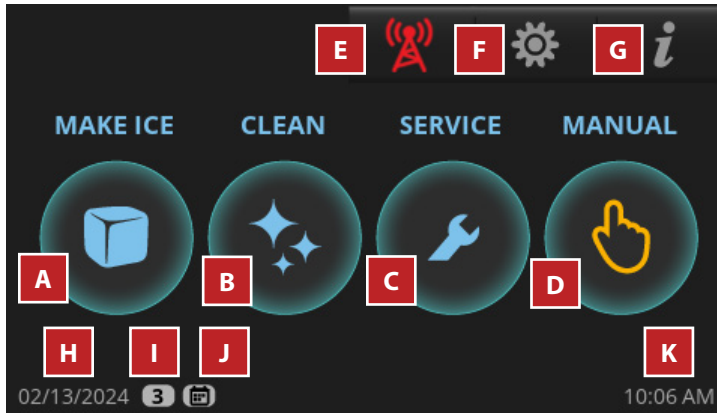 E F G i
MAKE ICE CLEAN SERVICE MANUAL
A B C D
H I J K
02/13/2024 3 10:06 AM